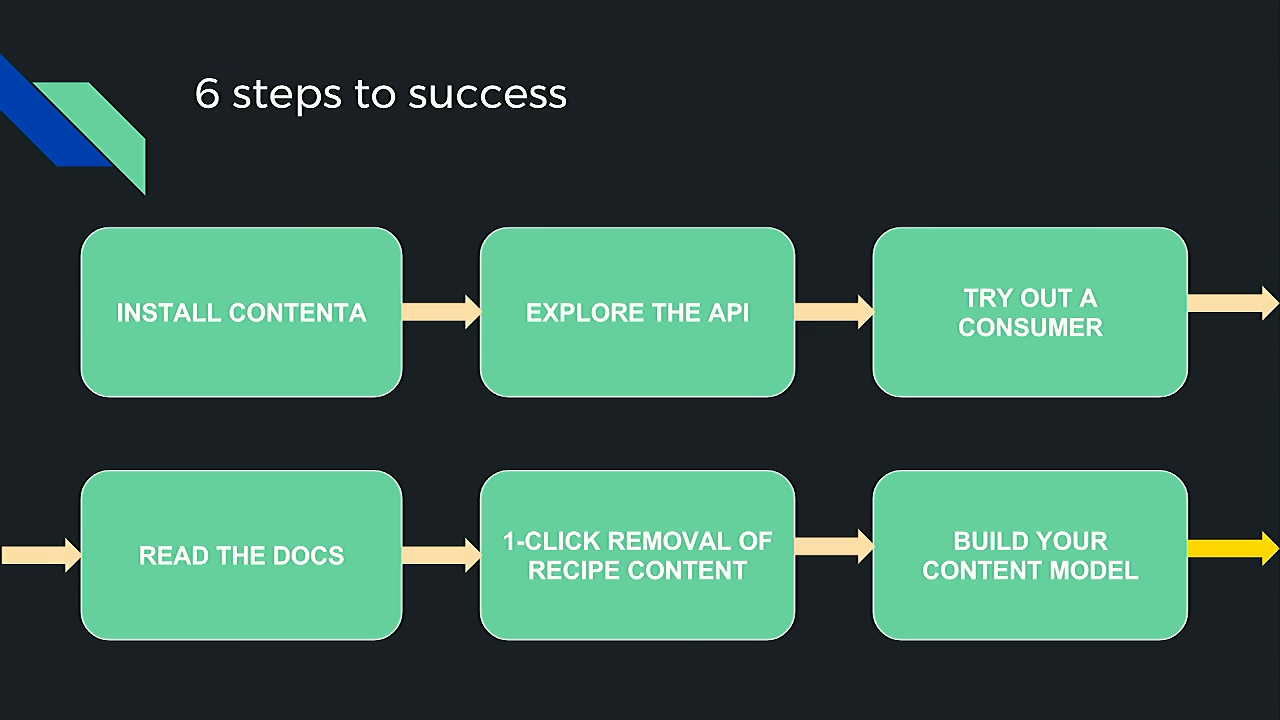 6 steps to success
INSTALL CONTENTA
EXPLORE THE API
TRY OUT A
CONSUMER
READ THE DOCS
1-CLICK REMOVAL OF
RECIPE CONTENT
BUILD YOUR
CONTENT MODEL